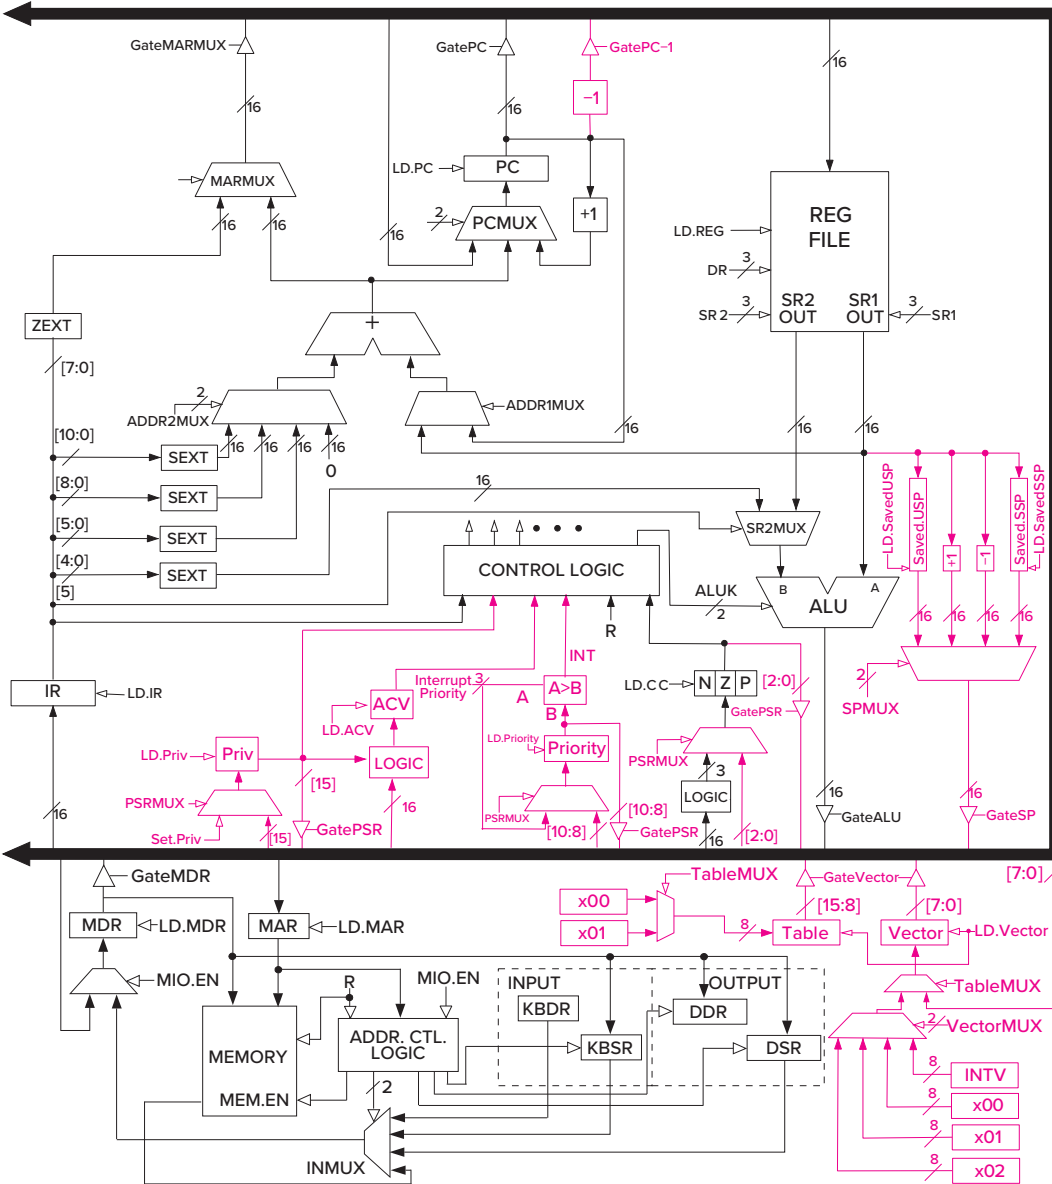 GateMARMUX
GatePC
GatePC−1
16
16
16
−1
LD.PC
PC
MARMUX
2
PCMUX
+1
REG
FILE
LD.REG
16
16
16
3
DR
ZEXT
+
3
SR2
SR2
OUT
SR1
OUT
3
SR1
[7:0]
2
ADDR2MUX
ADDR1MUX
[10:0]
16
16
16
16
16
16
16
SEXT
0
[8:0]
SEXT
16
[5:0]
SEXT
SR2MUX
LD.SavedUSP
Saved.USP
+1
−1
Saved.SSP
LD.SavedSSP
[4:0]
SEXT
[5]
CONTROL LOGIC
ALUK
2
B
ALU
A
16
16
16
16
R
INT
IR
LD.IR
Interrupt
Priority
3
A
A>B
B
LD.CC
N Z P
[2:0]
2
SPMUX
ACV
LD.ACV
GatePSR
LD.Priv
Priv
LOGIC
LD.Priority
Priority
PSRMUX
3
[15]
PSRMUX
16
PSRMUX
LOGIC
16
16
16
Set.Priv
[15]
GatePSR
[10:8]
[10:8]
GatePSR
16
[2:0]
GateALU
GateSP
GateMDR
TableMUX
GateVector
[7:0]
x00
[15:8]
[7:0]
MDR
LD.MDR
MAR
LD.MAR
x01
8
Table
Vector
LD.Vector
MIO.EN
R
MIO.EN
INPUT
OUTPUT
TableMUX
KBDR
DDR
2
VectorMUX
MEMORY
ADDR. CTL.
LOGIC
KBSR
DSR
8
INTV
MEM.EN
2
8
x00
8
x01
INMUX
8
x02